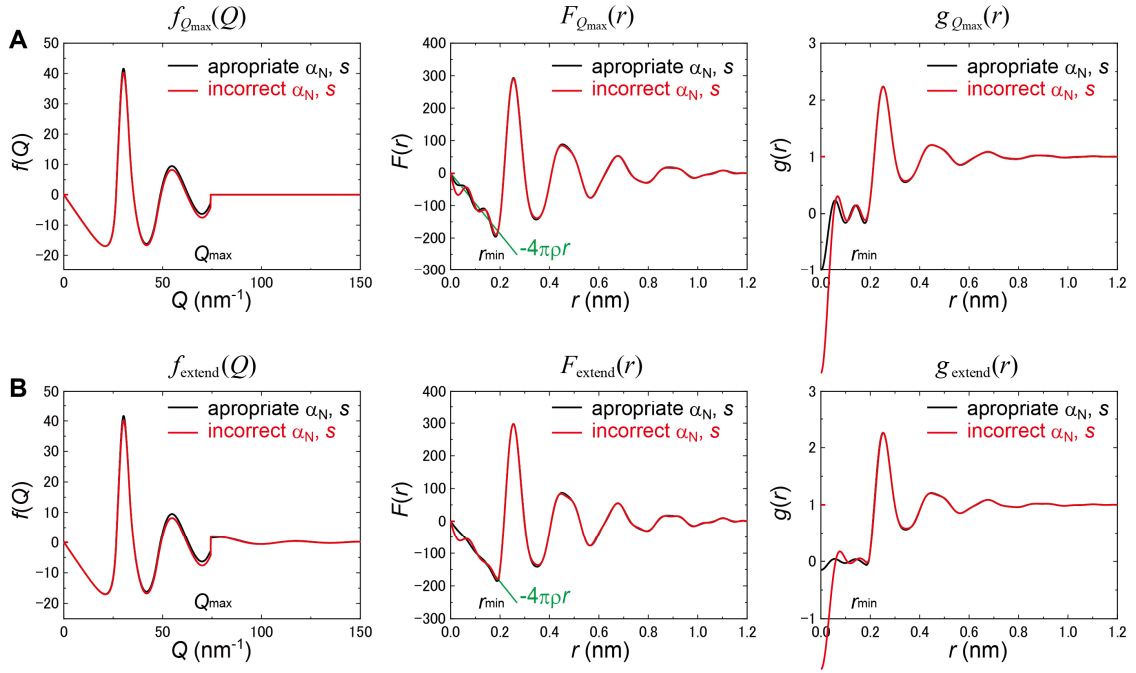 f_Qmax(Q) F_Qmax(r) g_Qmax(r)
A
50
40
30
20
10
0
−10
−20
f(Q)
apropriate α_N, s
incorrect α_N, s
Qmax
0 50 100 150
Q (nm⁻¹)
400
300
200
100
0
−100
−200
−300
F(r)
apropriate α_N, s
incorrect α_N, s
rmin
-4πρr
0.0 0.2 0.4 0.6 0.8 1.0 1.2
r (nm)
3
2
1
0
−1
g(r)
apropriate α_N, s
incorrect α_N, s
rmin
0.0 0.2 0.4 0.6 0.8 1.0 1.2
r (nm)
f_extend(Q) F_extend(r) g_extend(r)
B
50
40
30
20
10
0
−10
−20
f(Q)
apropriate α_N, s
incorrect α_N, s
Qmax
0 50 100 150
Q (nm⁻¹)
400
300
200
100
0
−100
−200
−300
F(r)
apropriate α_N, s
incorrect α_N, s
rmin
-4πρr
0.0 0.2 0.4 0.6 0.8 1.0 1.2
r (nm)
3
2
1
0
−1
g(r)
apropriate α_N, s
incorrect α_N, s
rmin
0.0 0.2 0.4 0.6 0.8 1.0 1.2
r (nm)